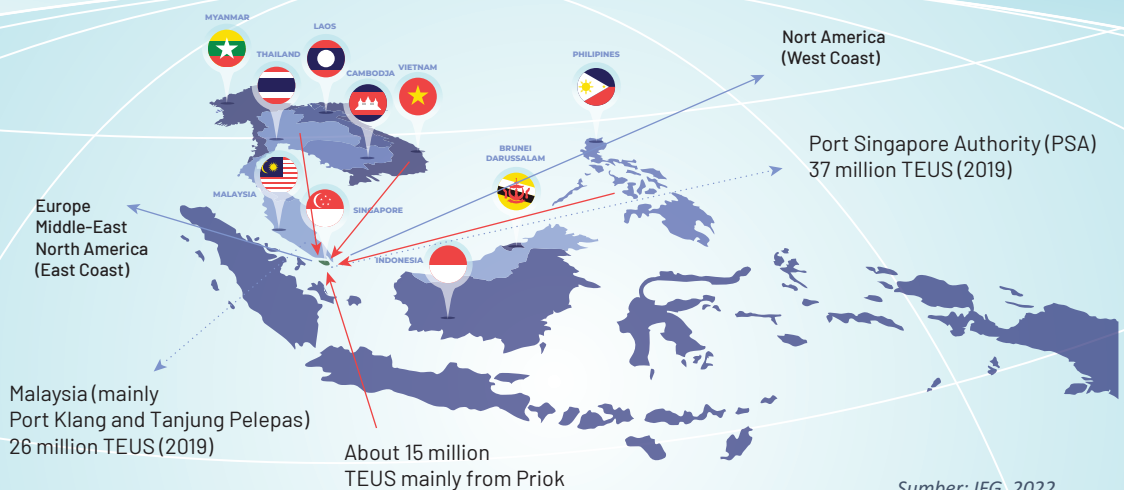 MYANMAR
LAOS
THAILAND
CAMBODJA
VIETNAM
PHILIPINES
Nort America
(West Coast)
Port Singapore Authority (PSA)
37 million TEUS (2019)
BRUNEI
DARUSSALAM
MALAYSIA
SINGAPORE
Europe
Middle-East
North America
(East Coast)
INDONESIA
Malaysia (mainly
Port Klang and Tanjung Pelepas)
26 million TEUS (2019)
About 15 million
TEUS mainly from Priok
Sumber: IFG, 2022